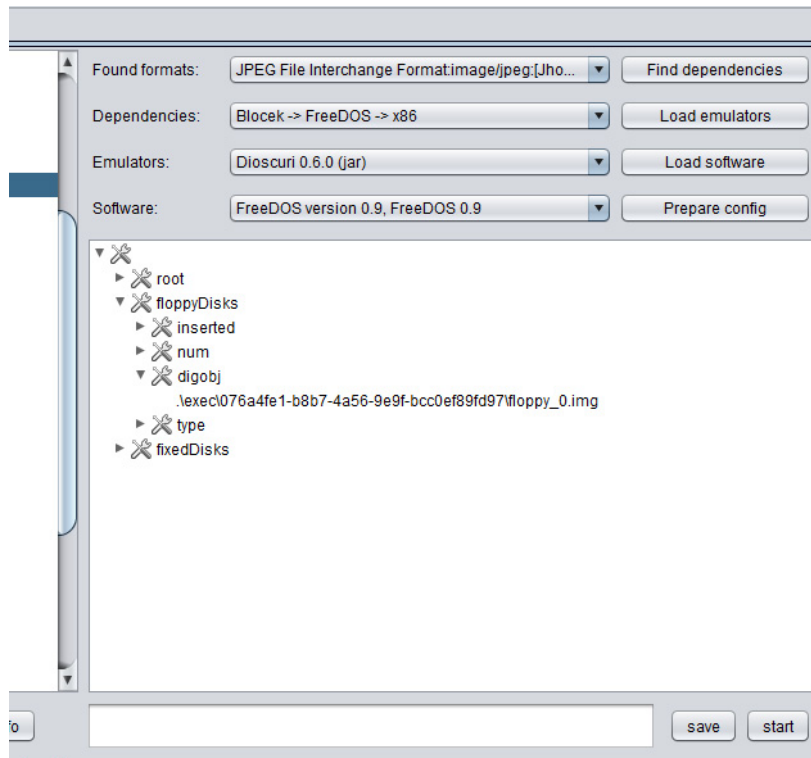 Found formats: JPEG File Interchange Format:image/jpeg:[Jho... Find dependencies
Dependencies: Blocek -> FreeDOS -> x86 Load emulators
Emulators: Dioscuri 0.6.0 (jar) Load software
Software: FreeDOS version 0.9, FreeDOS 0.9 Prepare config
root
floppyDisks
inserted
num
digobj
.\exec\076a4fe1-b8b7-4a56-9e9f-bcc0ef89fd97\floppy_0.img
type
fixedDisks
fo save start